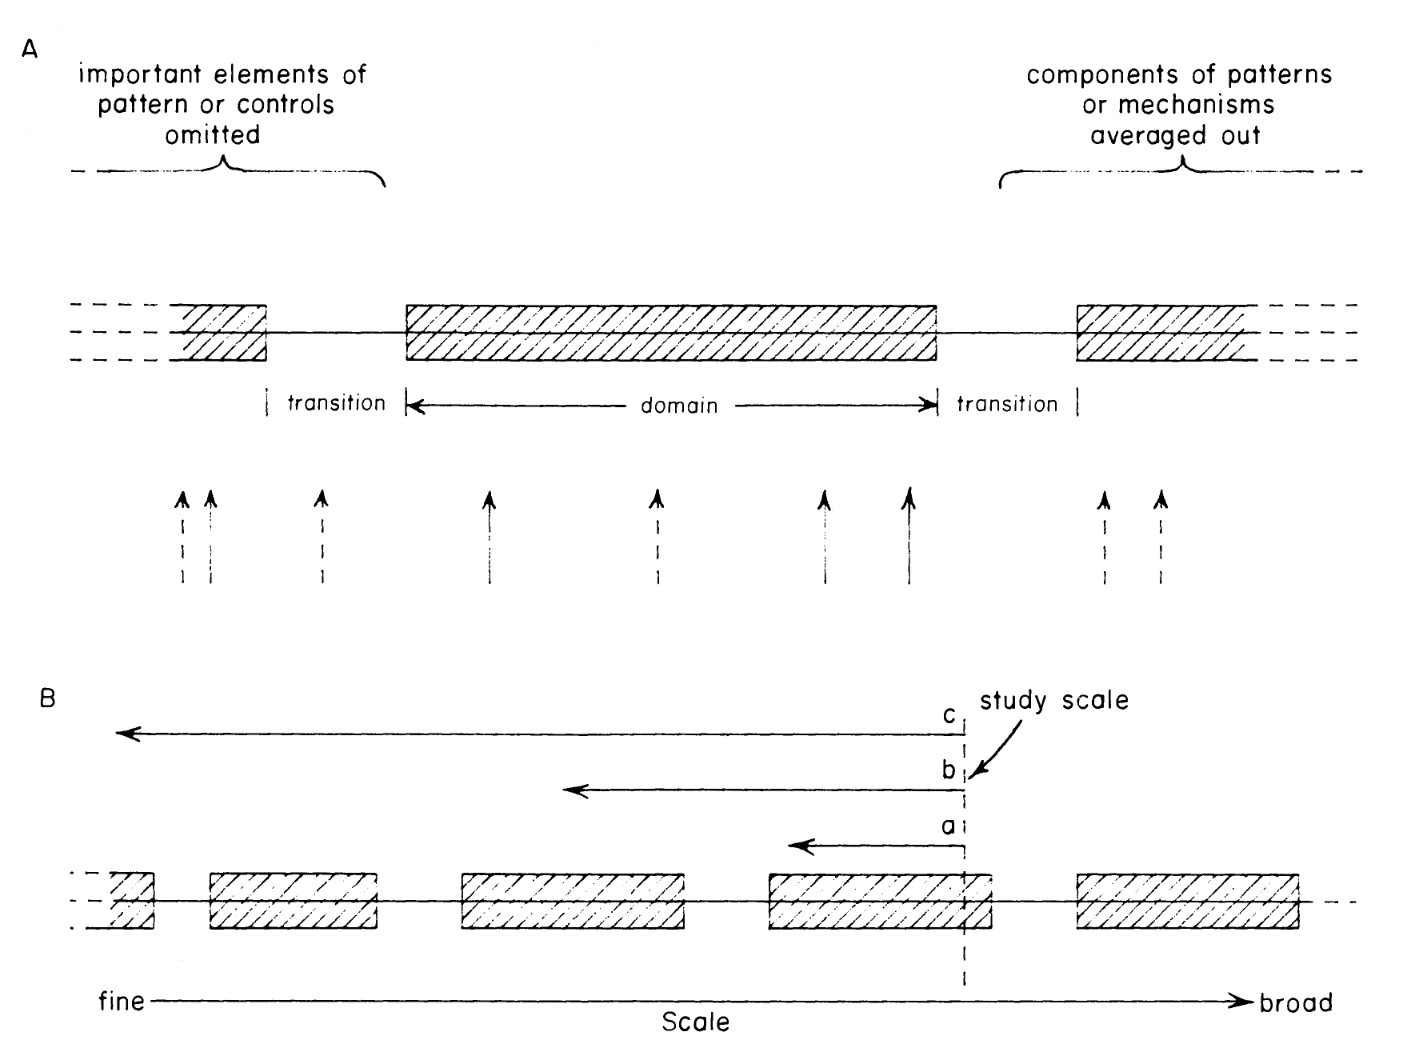 A
important elements of
pattern or controls
omitted
components of patterns
or mechanisms
averaged out
transition
domain
transition
B
study scale
c
b
a
fine
broad
Scale